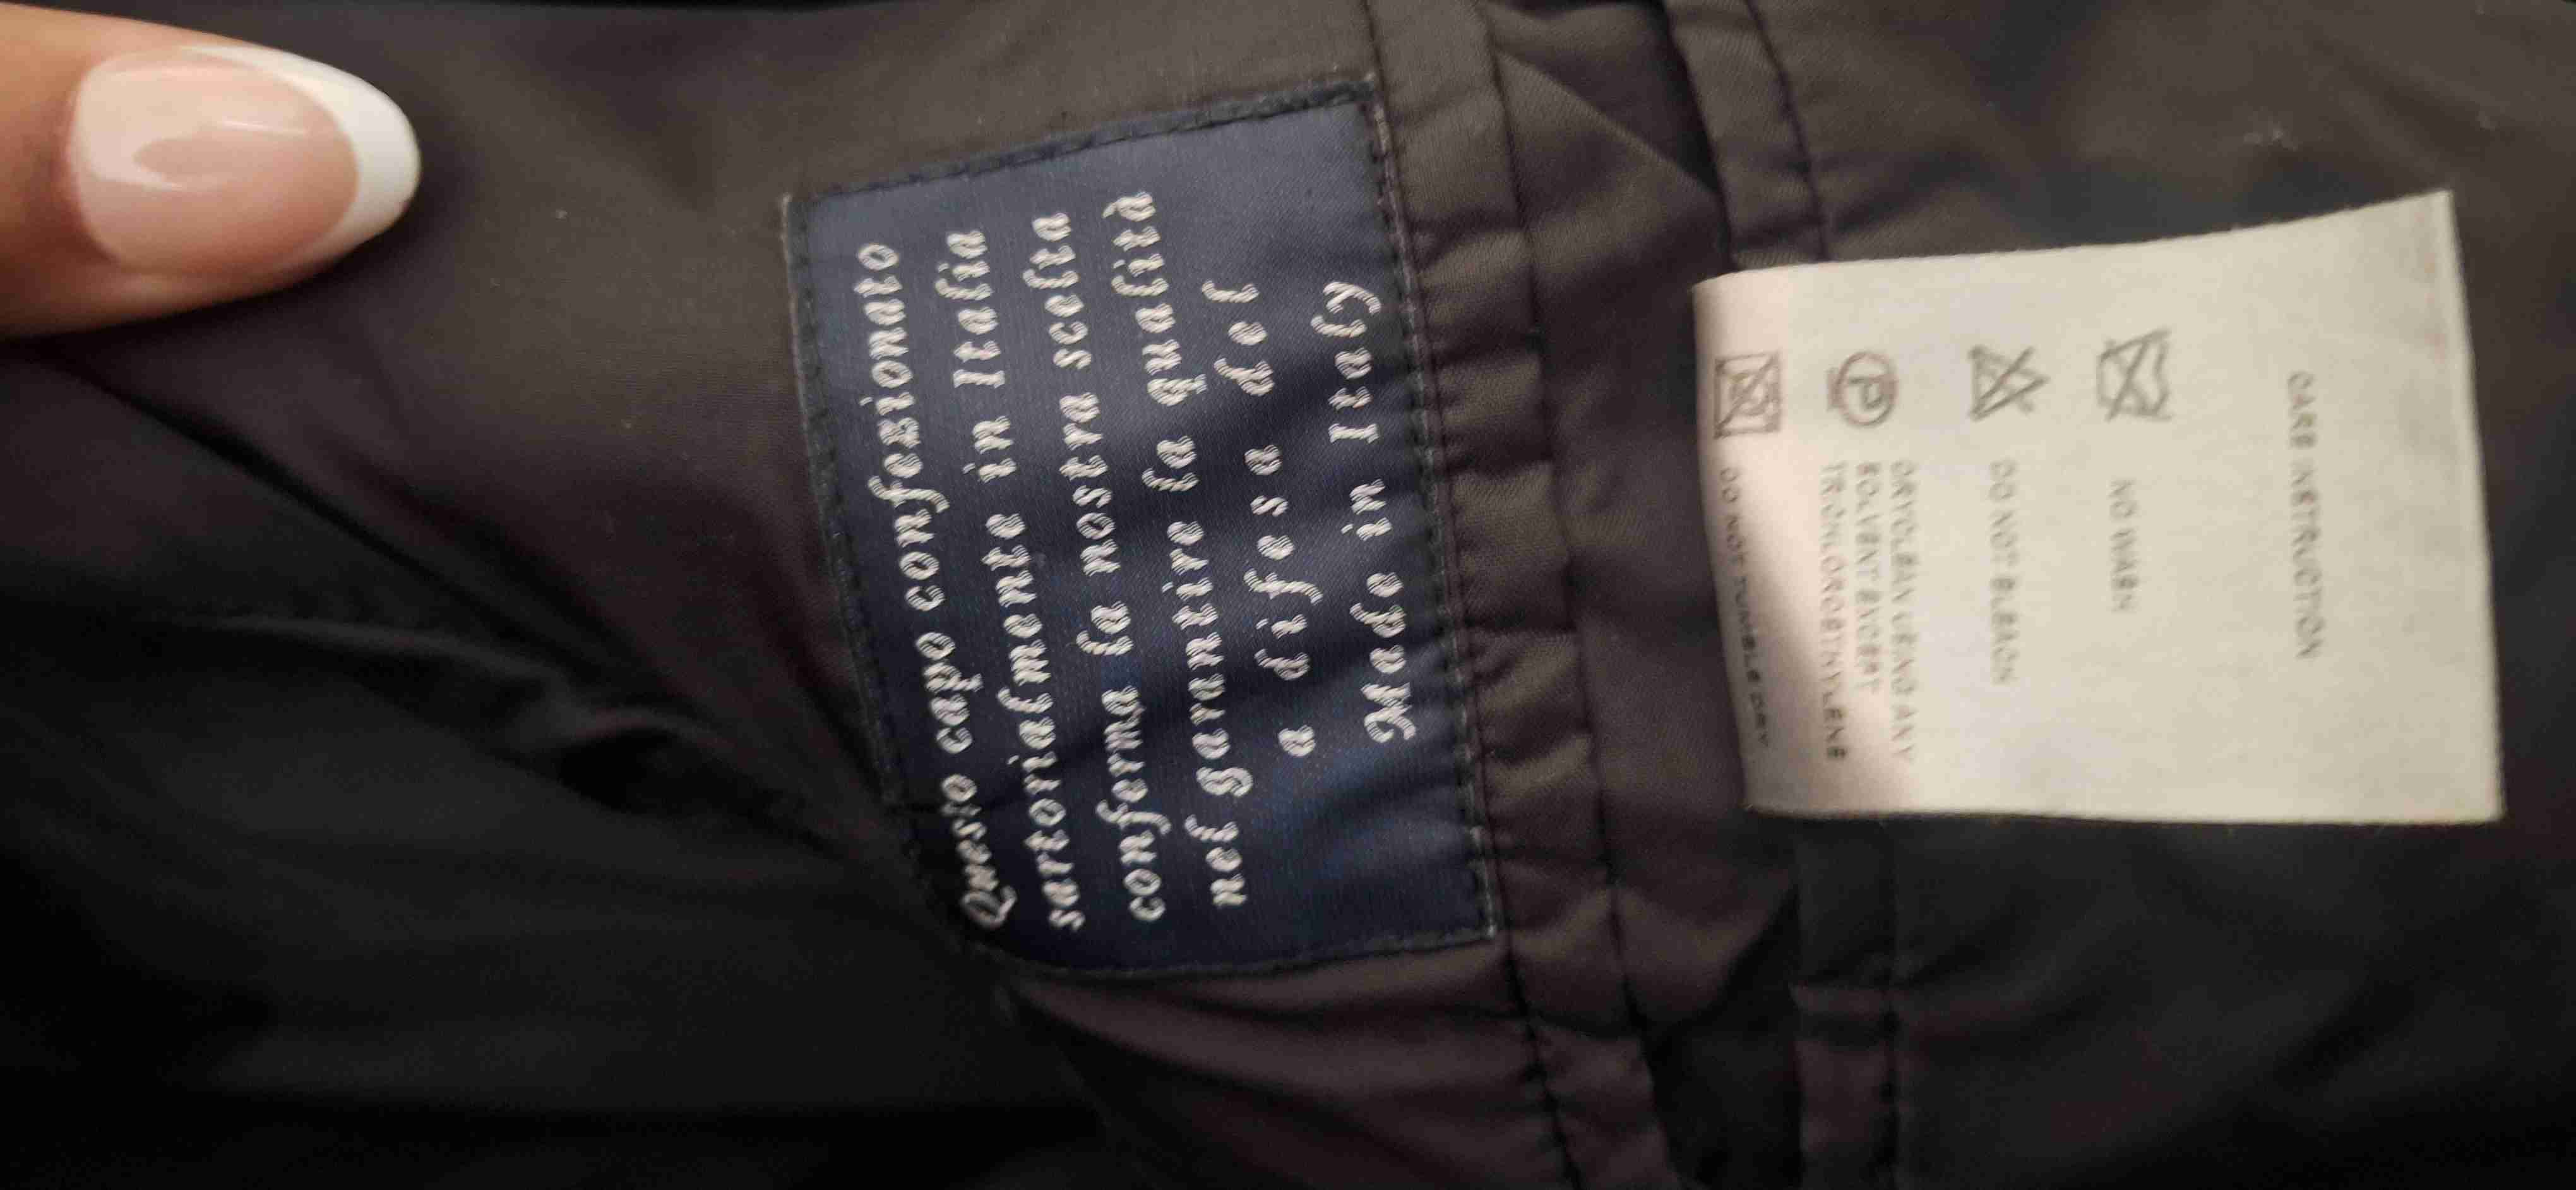 Questo capo confezionato
sartorialmente in Italia
conferma la nostra scelta
nel garantire la qualità
a difesa del
Made in Italy
CARE INSTRUCTION
NO WASH
DO NOT BLEACH
P
DRYCLEAN USING ANY
SOLVENT EXCEPT
TRICHLOROETHYLENE
DO NOT TUMBLE DRY